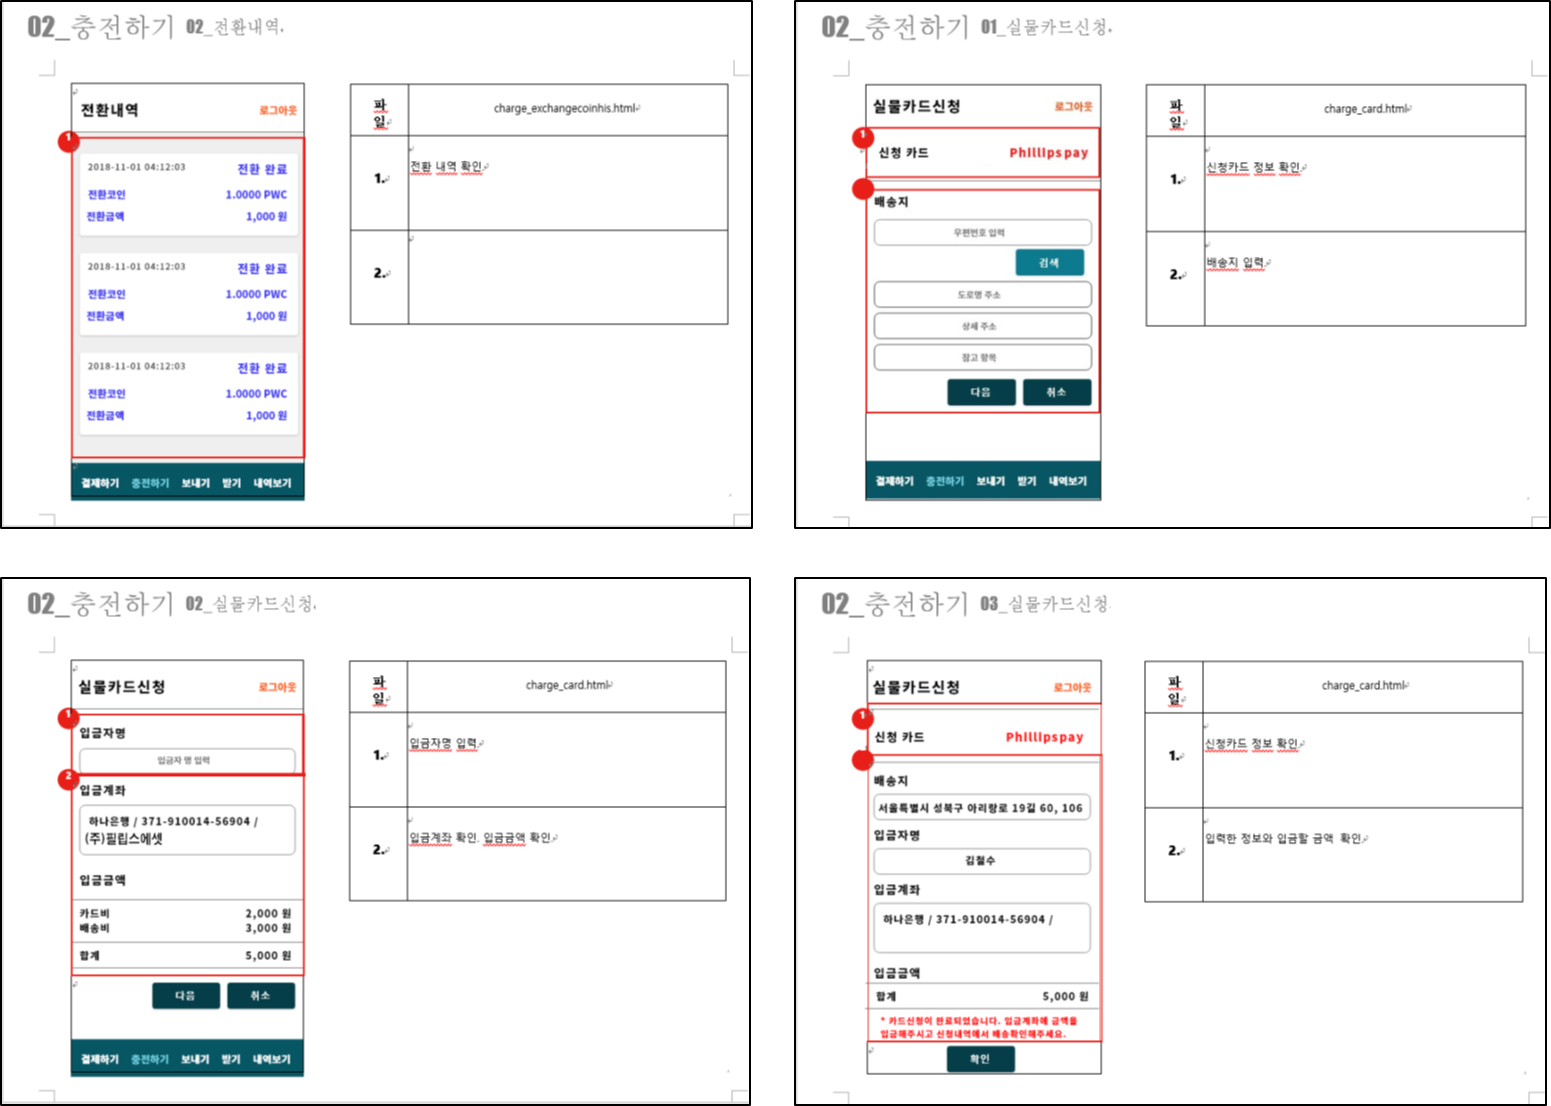 02_충전하기 02_전환내역
전환내역 로그아웃
1
2018-11-01 04:12:03 전환 완료
전환코인 1.0000 PWC
전환금액 1,000 원
2018-11-01 04:12:03 전환 완료
전환코인 1.0000 PWC
전환금액 1,000 원
2018-11-01 04:12:03 전환 완료
전환코인 1.0000 PWC
전환금액 1,000 원
결제하기 충전하기 보내기 받기 내역보기
파
일
charge_exchangecoinhis.html
1.
전환 내역 확인
2.
02_충전하기 01_실물카드신청
실물카드신청 로그아웃
1
신청 카드 Phillipspay
배송지
우편번호 입력
검색
도로명 주소
상세 주소
참고 항목
다음 취소
결제하기 충전하기 보내기 받기 내역보기
파
일
charge_card.html
1.
신청카드 정보 확인
2.
배송지 입력
02_충전하기 02_실물카드신청
실물카드신청 로그아웃
1
입금자명
입금자 명 입력
2
입금계좌
하나은행 / 371-910014-56904 /
(주)필립스에셋
입금금액
카드비 2,000 원
배송비 3,000 원
합계 5,000 원
다음 취소
결제하기 충전하기 보내기 받기 내역보기
파
일
charge_card.html
1.
입금자명 입력
2.
입금계좌 확인. 입금금액 확인
02_충전하기 03_실물카드신청
실물카드신청 로그아웃
1
신청 카드 Phillipspay
배송지
서울특별시 성북구 아리랑로 19길 60, 106
입금자명
김철수
입금계좌
하나은행 / 371-910014-56904 /
입금금액
합계 5,000 원
* 카드신청이 완료되었습니다. 입금계좌에 금액을
입금해주시고 신청내역에서 배송확인해주세요.
확인
파
일
charge_card.html
1.
신청카드 정보 확인
2.
입력한 정보와 입금할 금액 확인